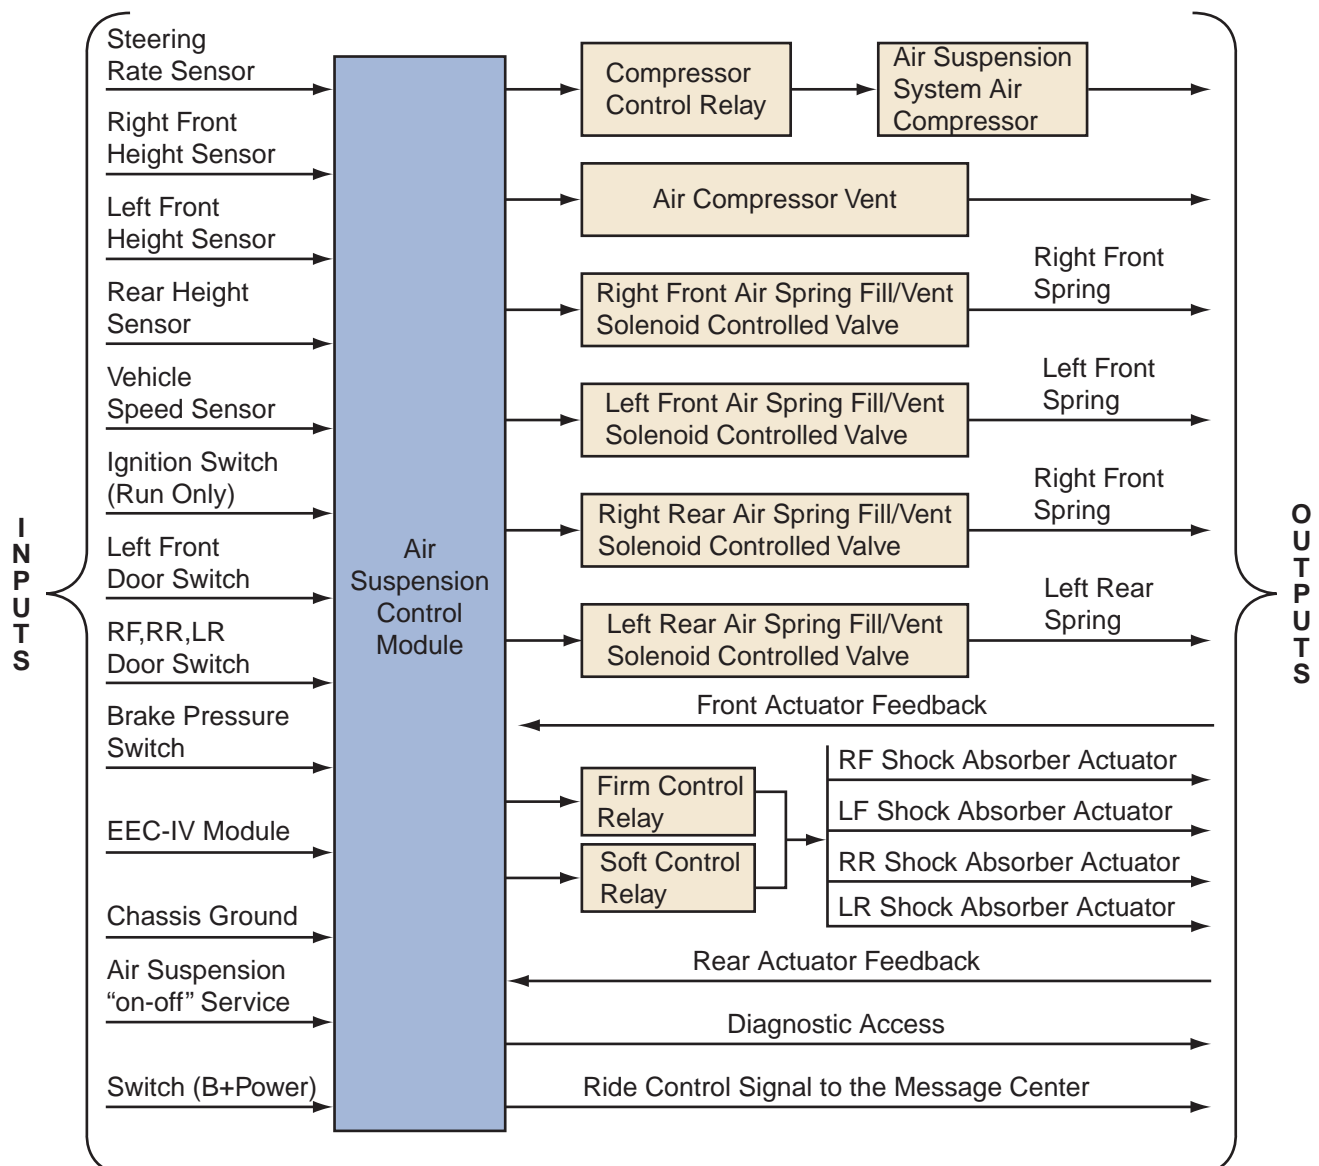 INPUTS
Steering
Rate Sensor
Right Front
Height Sensor
Left Front
Height Sensor
Rear Height
Sensor
Vehicle
Speed Sensor
Ignition Switch
(Run Only)
Left Front
Door Switch
RF,RR,LR
Door Switch
Brake Pressure
Switch
EEC-IV Module
Chassis Ground
Air Suspension
“on-off” Service
Switch (B+Power)
Air
Suspension
Control
Module
Compressor
Control Relay
Air Suspension
System Air
Compressor
Air Compressor Vent
Right Front Air Spring Fill/Vent
Solenoid Controlled Valve
Right Front
Spring
Left Front Air Spring Fill/Vent
Solenoid Controlled Valve
Left Front
Spring
Right Rear Air Spring Fill/Vent
Solenoid Controlled Valve
Right Front
Spring
Left Rear Air Spring Fill/Vent
Solenoid Controlled Valve
Left Rear
Spring
Front Actuator Feedback
Firm Control
Relay
Soft Control
Relay
RF Shock Absorber Actuator
LF Shock Absorber Actuator
RR Shock Absorber Actuator
LR Shock Absorber Actuator
Rear Actuator Feedback
Diagnostic Access
Ride Control Signal to the Message Center
OUTPUTS